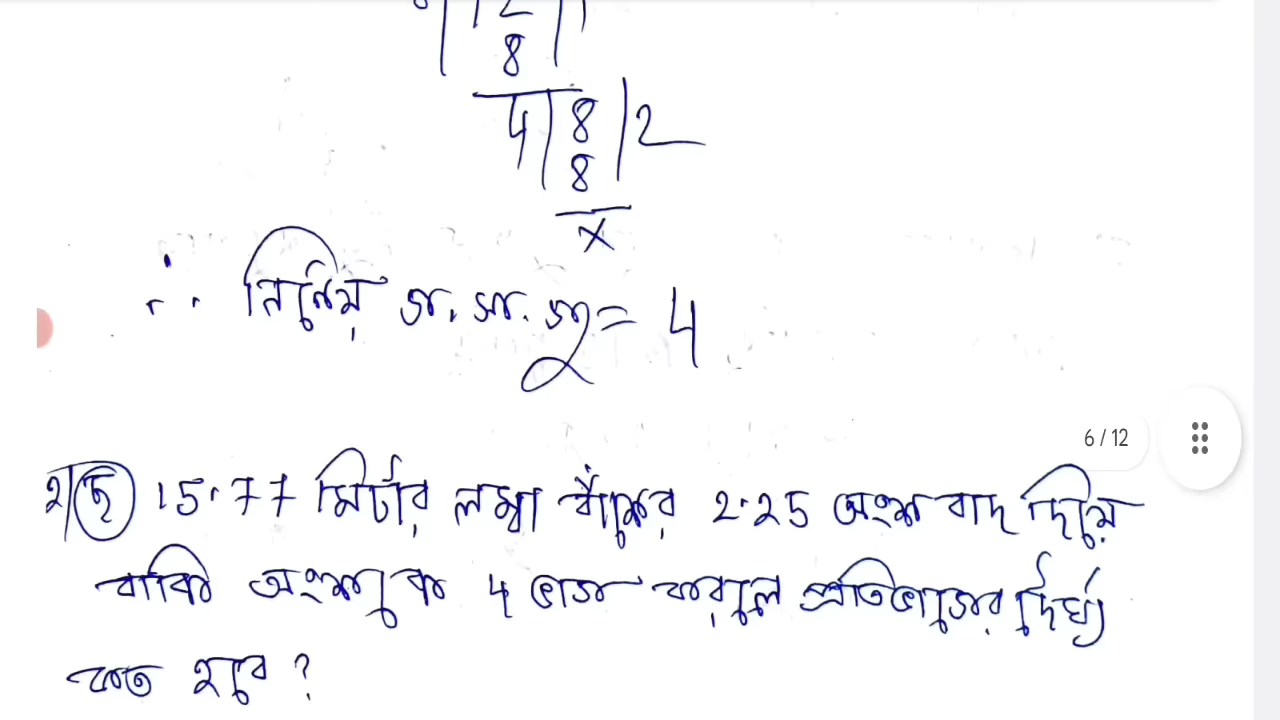 8
4) 8 ( 2
8
×
∴ নির্নেয় গ. সা. গু = 4
6 / 12
২|ছ) 15.77 মিটার লম্বা বাঁশের 2.25 অংশ বাদ দিয়ে
বাকি অংশকে 4 ভাগ করলে প্রতিভাগের দৈর্ঘ্য
কত হবে?